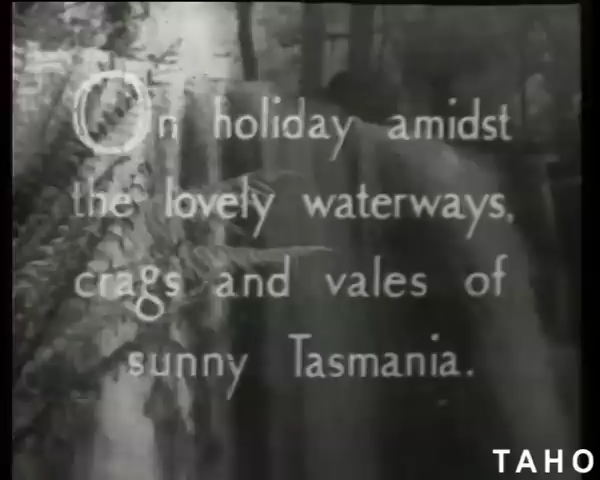 On holiday amidst
the lovely waterways,
crags and vales of
sunny Tasmania.
TAHO